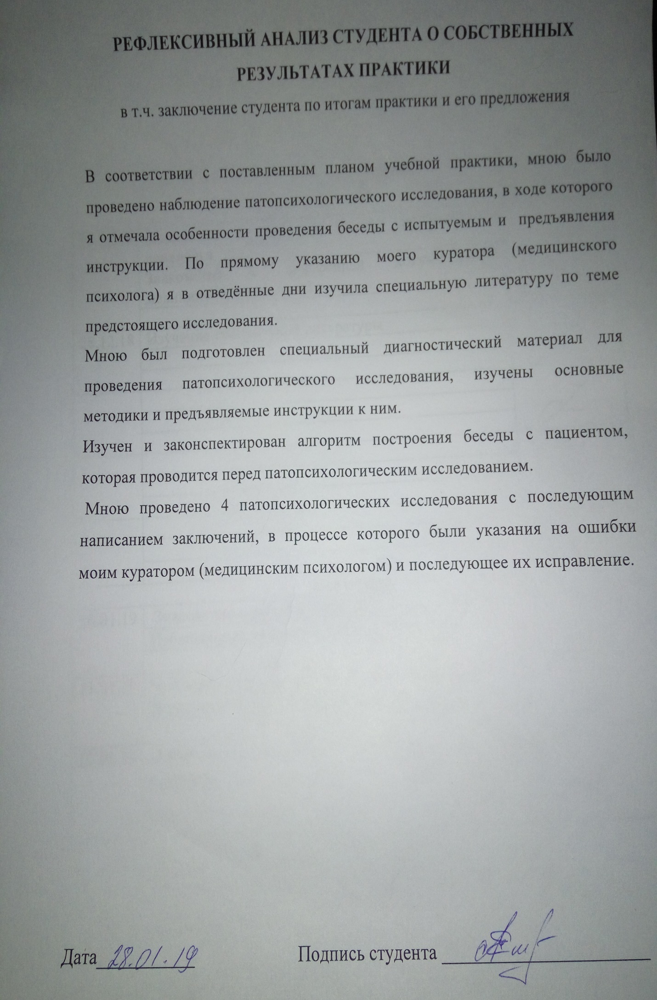 РЕФЛЕКСИВНЫЙ АНАЛИЗ СТУДЕНТА О СОБСТВЕННЫХ
РЕЗУЛЬТАТАХ ПРАКТИКИ
в т.ч. заключение студента по итогам практики и его предложения
В соответствии с поставленным планом учебной практики, мною было
проведено наблюдение патопсихологического исследования, в ходе которого
я отмечала особенности проведения беседы с испытуемым и предъявления
инструкции. По прямому указанию моего куратора (медицинского
психолога) я в отведённые дни изучила специальную литературу по теме
предстоящего исследования.
Мною был подготовлен специальный диагностический материал для
проведения патопсихологического исследования, изучены основные
методики и предъявляемые инструкции к ним.
Изучен и законспектирован алгоритм построения беседы с пациентом,
которая проводится перед патопсихологическим исследованием.
Мною проведено 4 патопсихологических исследования с последующим
написанием заключений, в процессе которого были указания на ошибки
моим куратором (медицинским психологом) и последующее их исправление.
Дата 28.01.19 Подпись студента